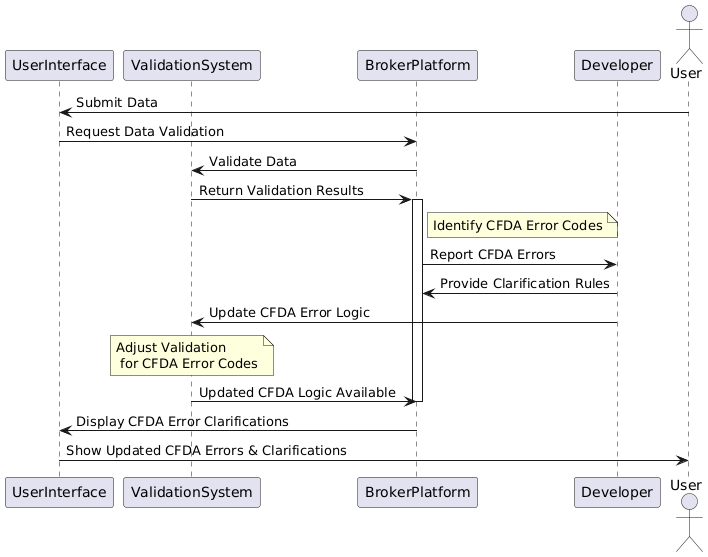 User
UserInterface
ValidationSystem
BrokerPlatform
Developer
Submit Data
Request Data Validation
Validate Data
Return Validation Results
Identify CFDA Error Codes
Report CFDA Errors
Provide Clarification Rules
Update CFDA Error Logic
Adjust Validation
for CFDA Error Codes
Updated CFDA Logic Available
Display CFDA Error Clarifications
Show Updated CFDA Errors & Clarifications
UserInterface
ValidationSystem
BrokerPlatform
Developer
User